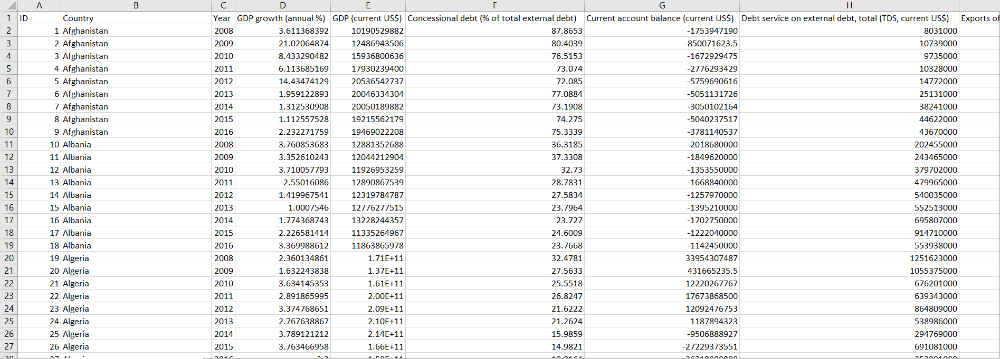 A B C D E F G H
1 ID Country Year GDP growth (annual %) GDP (current US$) Concessional debt (% of total external debt) Current account balance (current US$) Debt service on external debt, total (TDS, current US$) Exports of
2 1 Afghanistan 2008 3.611368392 10190529882 87.8653 -1753947190 8031000
3 2 Afghanistan 2009 21.02064874 12486943506 80.4039 -850071623.5 10739000
4 3 Afghanistan 2010 8.433290482 15936800636 76.5153 -1672929475 9735000
5 4 Afghanistan 2011 6.113685169 17930239400 73.074 -2776293429 10328000
6 5 Afghanistan 2012 14.43474129 20536542737 72.085 -5759690616 14772000
7 6 Afghanistan 2013 1.959122893 20046334304 77.0884 -5051131726 25131000
8 7 Afghanistan 2014 1.312530908 20050189882 73.1908 -3050102164 38241000
9 8 Afghanistan 2015 1.112557528 19215562179 74.275 -5040237517 44622000
10 9 Afghanistan 2016 2.232271759 19469022208 75.3339 -3781140537 43670000
11 10 Albania 2008 3.760853683 12881352688 36.3185 -2018680000 202455000
12 11 Albania 2009 3.352610243 12044212904 37.3308 -1849620000 243465000
13 12 Albania 2010 3.710057793 11926953259 32.73 -1353550000 379702000
14 13 Albania 2011 2.55016086 12890867539 28.7831 -1668840000 479965000
15 14 Albania 2012 1.419967541 12319784787 27.5834 -1257970000 540035000
16 15 Albania 2013 1.0007546 12776277515 23.7964 -1395210000 552513000
17 16 Albania 2014 1.774368743 13228244357 23.727 -1702750000 695807000
18 17 Albania 2015 2.226581414 11335264967 24.6009 -1222040000 914710000
19 18 Albania 2016 3.369988612 11863865978 23.7668 -1142450000 553938000
20 19 Algeria 2008 2.360134861 1.71E+11 32.4781 33954307487 1251623000
21 20 Algeria 2009 1.632243838 1.37E+11 27.5633 431665235.5 1055375000
22 21 Algeria 2010 3.634145353 1.61E+11 25.5518 12220267767 676201000
23 22 Algeria 2011 2.891865995 2.00E+11 26.8247 17673868500 639343000
24 23 Algeria 2012 3.374768651 2.09E+11 21.6222 12092476753 864809000
25 24 Algeria 2013 2.767638867 2.10E+11 21.2624 1187894323 538986000
26 25 Algeria 2014 3.789121212 2.14E+11 15.9859 -9506888927 294769000
27 26 Algeria 2015 3.763466958 1.66E+11 14.9821 -27229373551 691081000